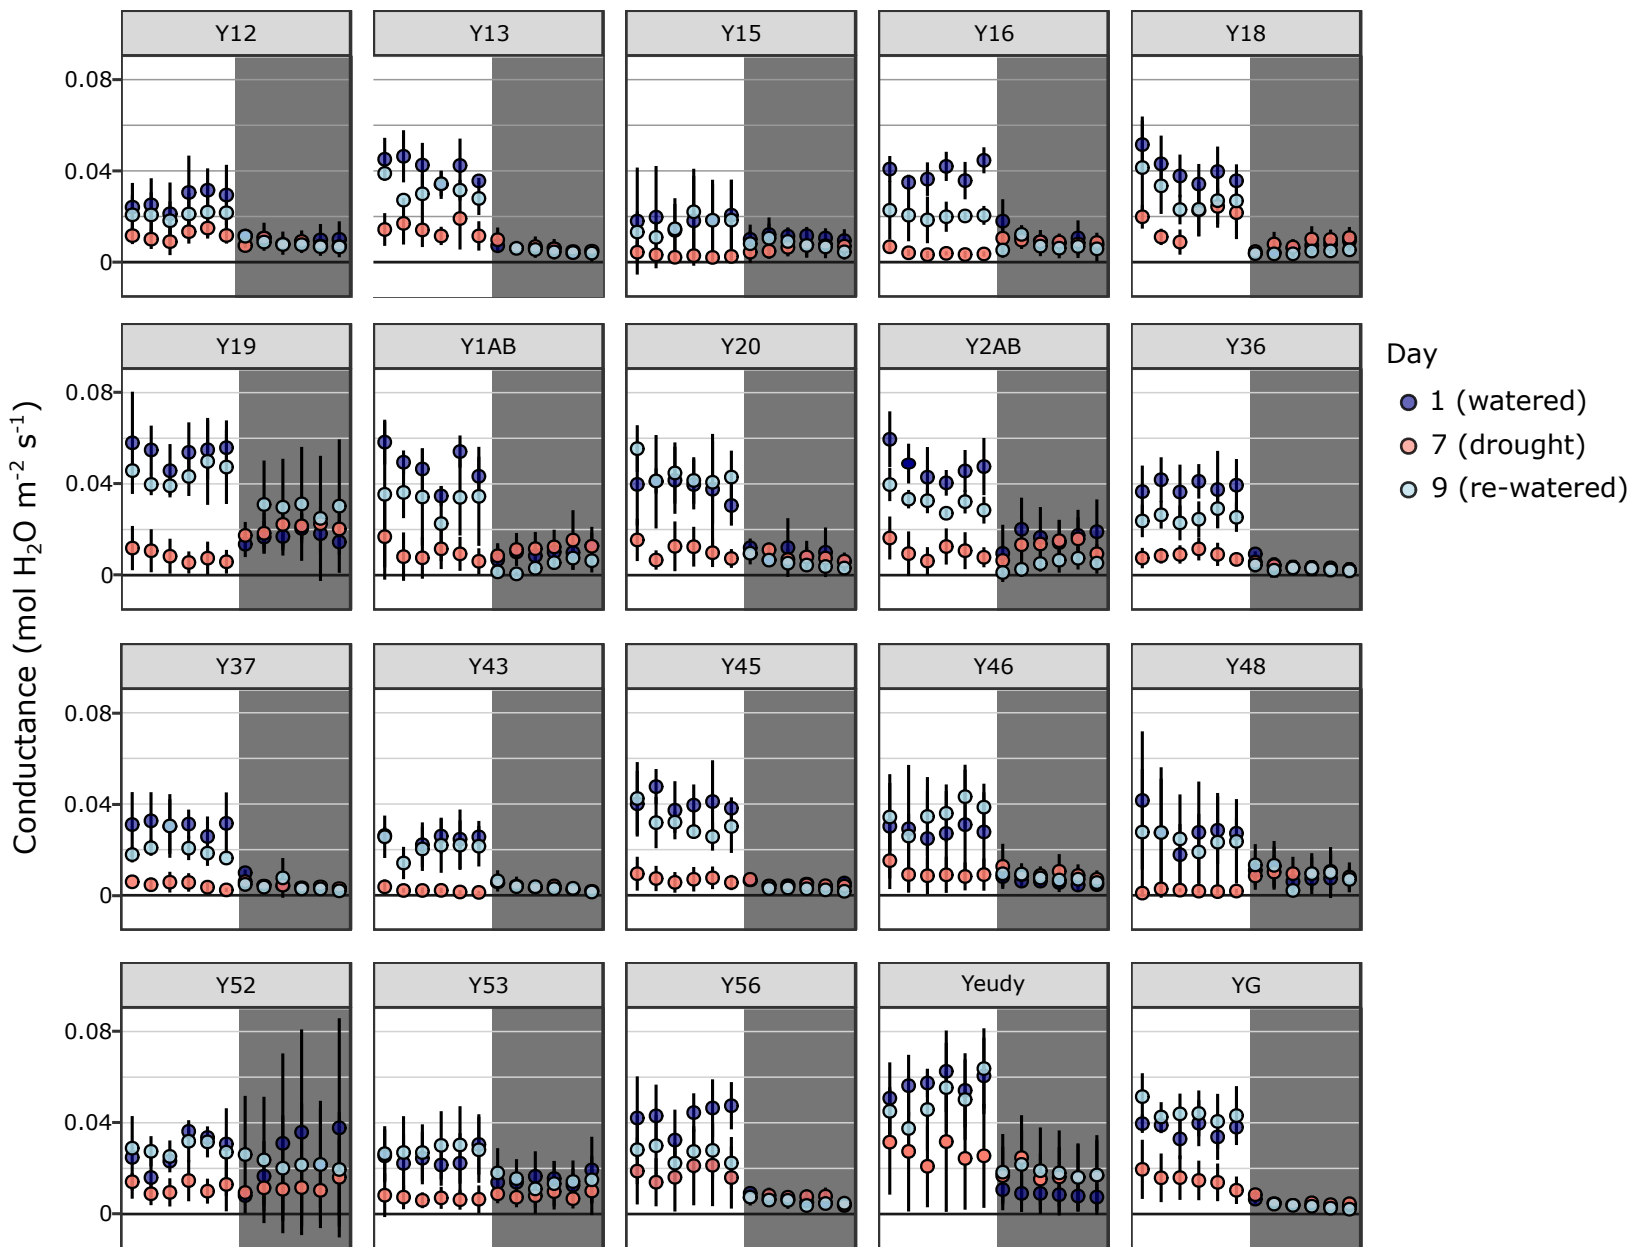 Y12 Y13 Y15 Y16 Y18
0.08
0.04
0
Y19 Y1AB Y20 Y2AB Y36
0.08
0.04
0
Y37 Y43 Y45 Y46 Y48
0.08
0.04
0
Y52 Y53 Y56 Yeudy YG
0.08
0.04
0
Conductance (mol H₂O m⁻² s⁻¹)
Day
1 (watered)
7 (drought)
9 (re-watered)